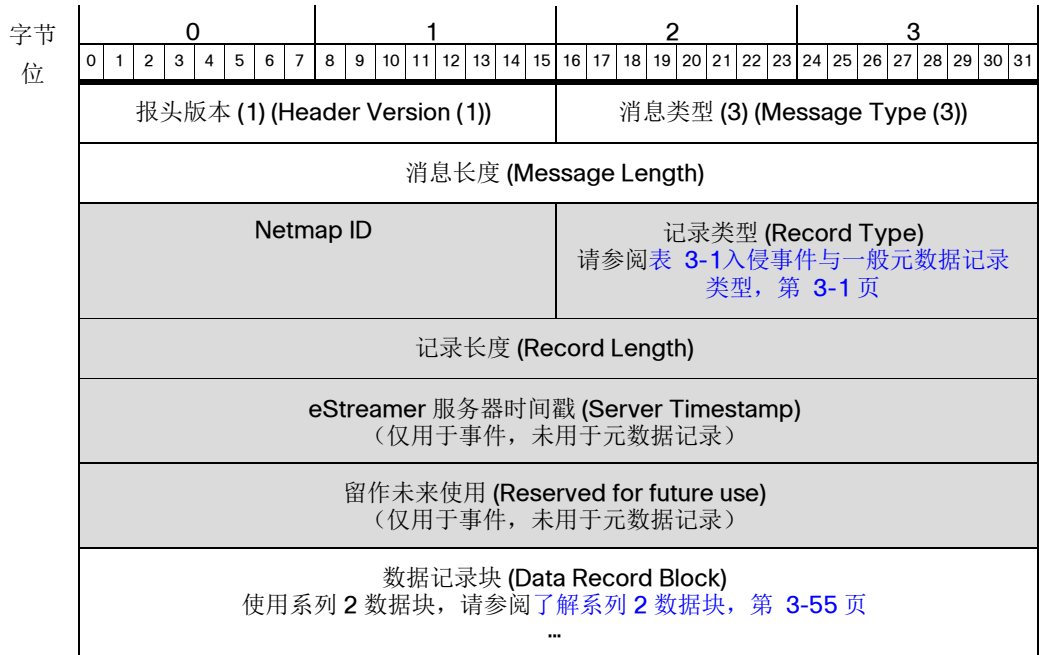 字节 0 1 2 3
位 0 1 2 3 4 5 6 7 8 9 10 11 12 13 14 15 16 17 18 19 20 21 22 23 24 25 26 27 28 29 30 31
报头版本 (1) (Header Version (1)) 消息类型 (3) (Message Type (3))
消息长度 (Message Length)
Netmap ID
记录类型 (Record Type)
请参阅表 3-1入侵事件与一般元数据记录
类型，第 3-1 页
记录长度 (Record Length)
eStreamer 服务器时间戳 (Server Timestamp)
（仅用于事件，未用于元数据记录）
留作未来使用 (Reserved for future use)
（仅用于事件，未用于元数据记录）
数据记录块 (Data Record Block)
使用系列 2 数据块，请参阅了解系列 2 数据块，第 3-55 页
...